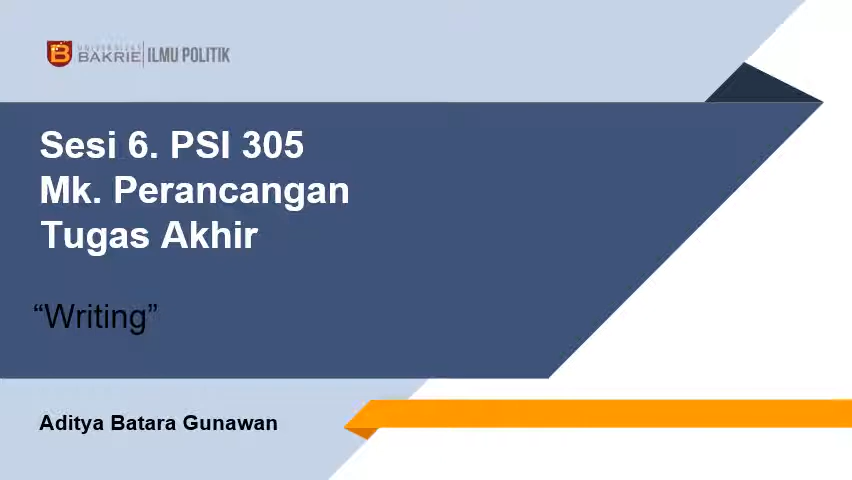 UNIVERSITAS
BAKRIE ILMU POLITIK
Sesi 6. PSI 305
Mk. Perancangan
Tugas Akhir
“Writing”
Aditya Batara Gunawan